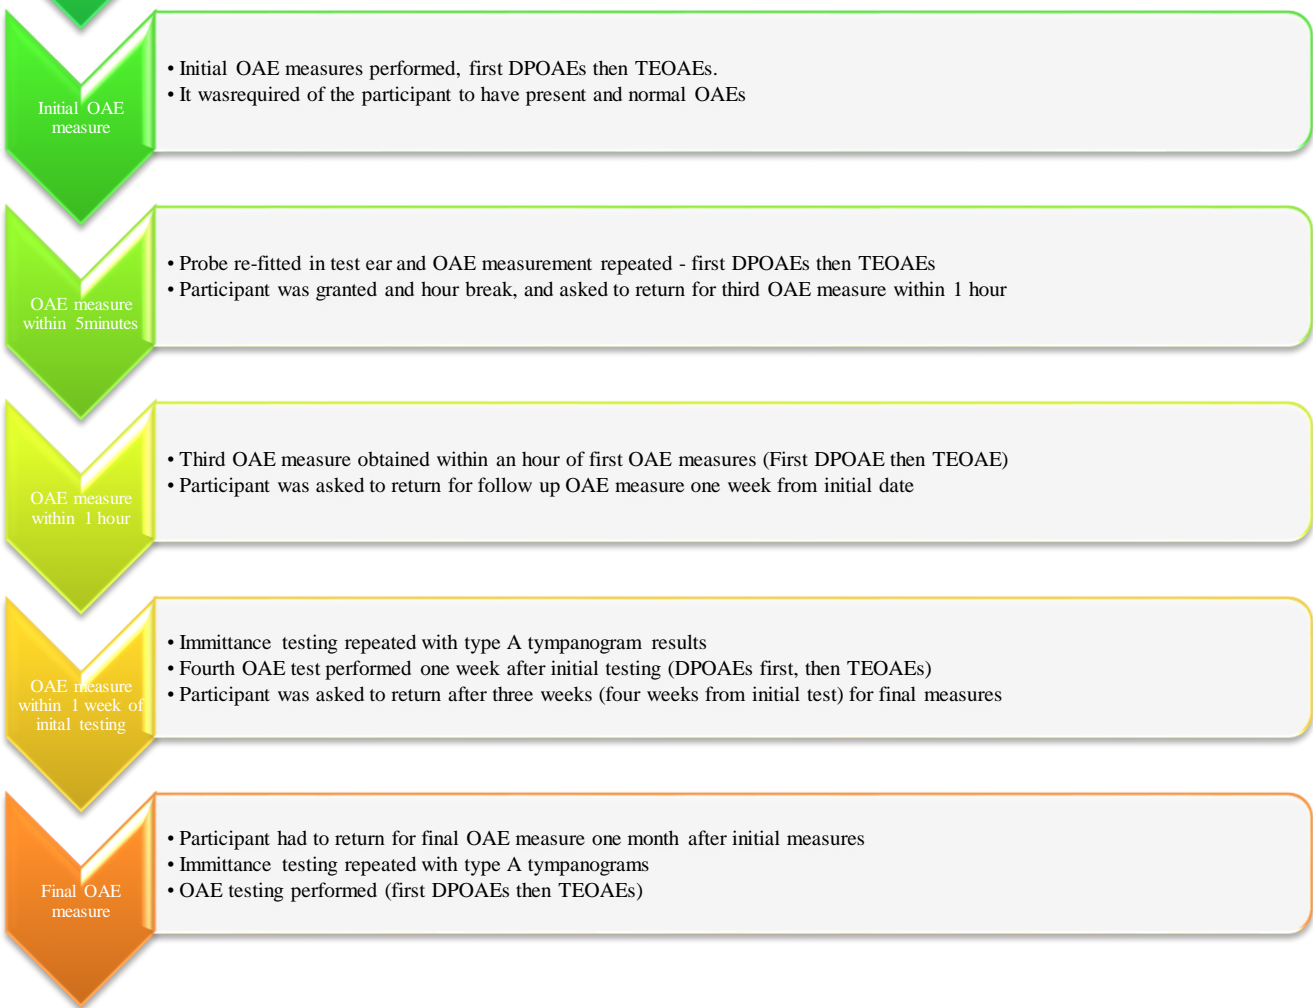 Initial OAE
measure
• Initial OAE measures performed, first DPOAEs then TEOAEs.
• It wasrequired of the participant to have present and normal OAEs
OAE measure
within 5minutes
• Probe re-fitted in test ear and OAE measurement repeated - first DPOAEs then TEOAEs
• Participant was granted and hour break, and asked to return for third OAE measure within 1 hour
OAE measure
within 1 hour
• Third OAE measure obtained within an hour of first OAE measures (First DPOAE then TEOAE)
• Participant was asked to return for follow up OAE measure one week from initial date
OAE measure
within 1 week of
inital testing
• Immittance testing repeated with type A tympanogram results
• Fourth OAE test performed one week after initial testing (DPOAEs first, then TEOAEs)
• Participant was asked to return after three weeks (four weeks from initial test) for final measures
Final OAE
measure
• Participant had to return for final OAE measure one month after initial measures
• Immittance testing repeated with type A tympanograms
• OAE testing performed (first DPOAEs then TEOAEs)